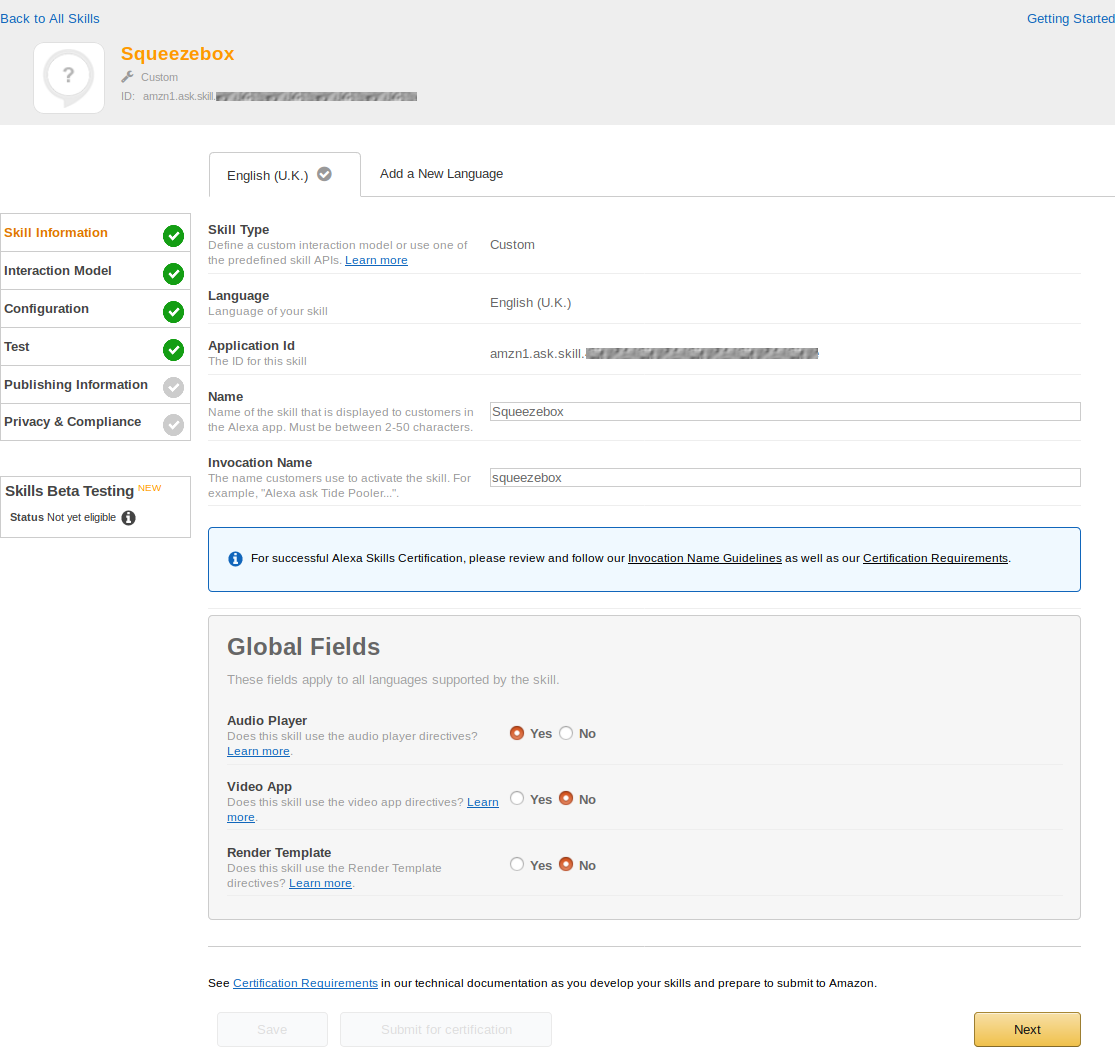 Back to All Skills
Getting Started
?
Squeezebox
Custom
ID: amzn1.ask.skill.
English (U.K.)
Add a New Language
Skill Information
Interaction Model
Configuration
Test
Publishing Information
Privacy & Compliance
Skills Beta Testing NEW
Status Not yet eligible
Skill Type
Define a custom interaction model or use one of
the predefined skill APIs. Learn more
Custom
Language
Language of your skill
English (U.K.)
Application Id
The ID for this skill
amzn1.ask.skill.
Name
Name of the skill that is displayed to customers in
the Alexa app. Must be between 2-50 characters.
Squeezebox
Invocation Name
The name customers use to activate the skill. For
example, "Alexa ask Tide Pooler...".
squeezebox
For successful Alexa Skills Certification, please review and follow our Invocation Name Guidelines as well as our Certification Requirements.
Global Fields
These fields apply to all languages supported by the skill.
Audio Player
Does this skill use the audio player directives?
Learn more.
Yes No
Video App
Does this skill use the video app directives? Learn
more.
Yes No
Render Template
Does this skill use the Render Template
directives? Learn more.
Yes No
See Certification Requirements in our technical documentation as you develop your skills and prepare to submit to Amazon.
Save
Submit for certification
Next